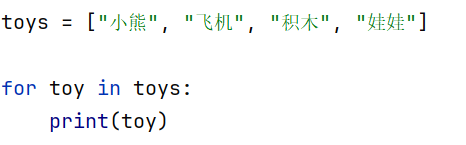 toys = ["小熊", "飞机", "积木", "娃娃"]
for toy in toys:
    print(toy)